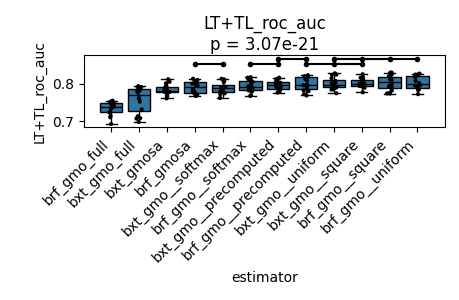 LT+TL_roc_auc
p = 3.07e-21
LT+TL_roc_auc
0.8
0.7
brf_gmo_full
bxt_gmo_full
bxt_gmosa
brf_gmosa
bxt_gmo__softmax
brf_gmo__softmax
bxt_gmo__precomputed
brf_gmo__precomputed
bxt_gmo__uniform
bxt_gmo__square
brf_gmo__square
brf_gmo__uniform
estimator